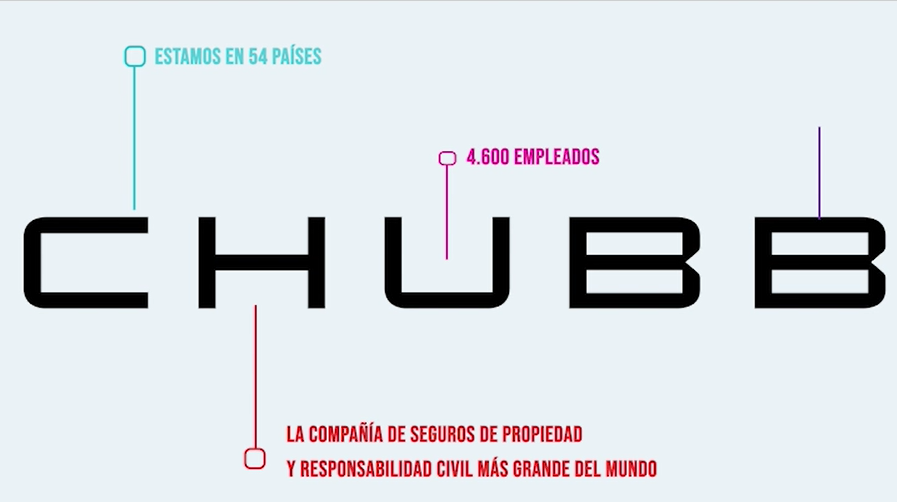 ESTAMOS EN 54 PAÍSES
4.600 EMPLEADOS
CHUBB
LA COMPAÑÍA DE SEGUROS DE PROPIEDAD
Y RESPONSABILIDAD CIVIL MÁS GRANDE DEL MUNDO